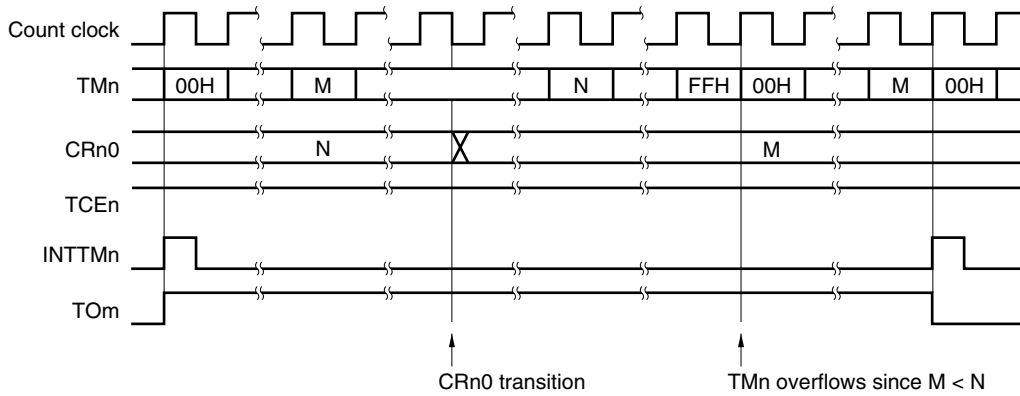 Count clock
TMn 00H M N FFH 00H M 00H
CRn0 N M
TCEn
INTTMn
TOm
CRn0 transition TMn overflows since M < N